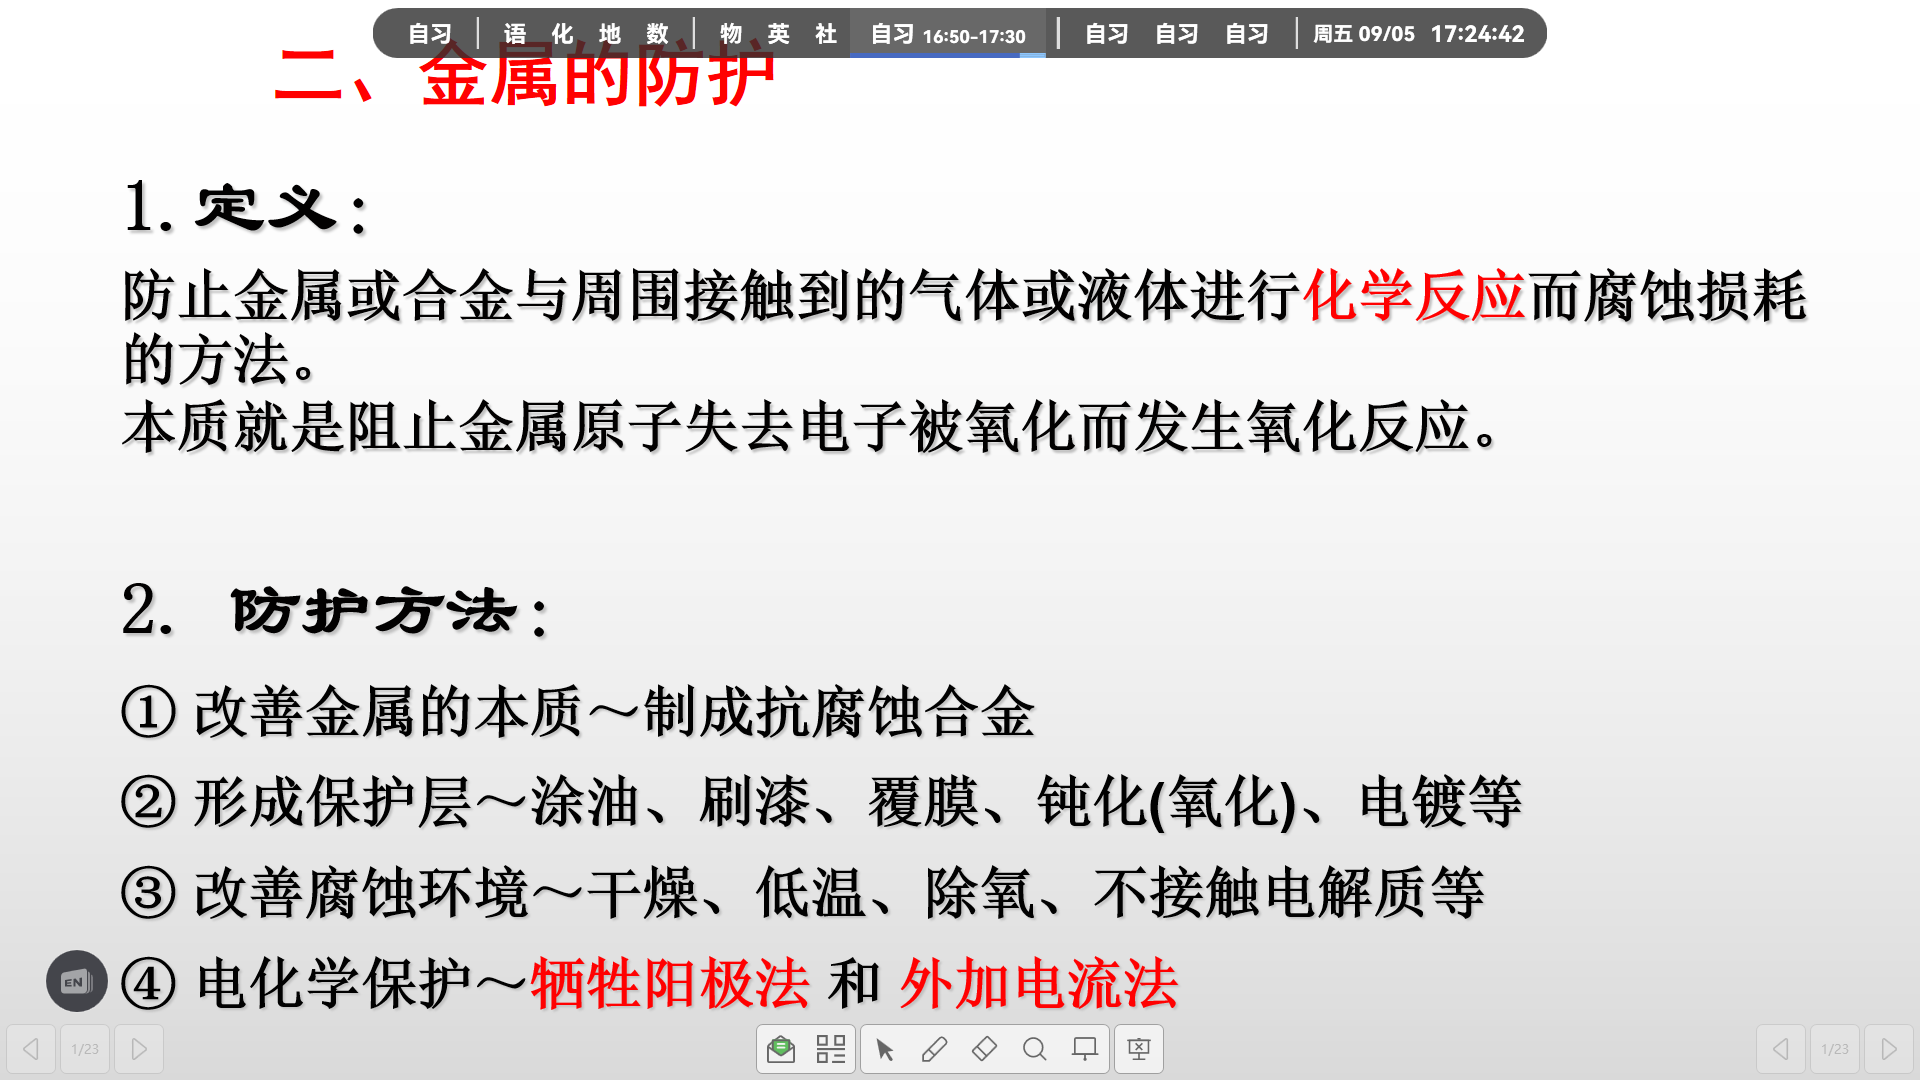 自习 语 化 地 数 物 英 社 自习 16:50-17:30 自习 自习 自习 周五 09/05 17:24:42
二、金属的防护
1. 定义：
防止金属或合金与周围接触到的气体或液体进行化学反应而腐蚀损耗
的方法。
本质就是阻止金属原子失去电子被氧化而发生氧化反应。
2. 防护方法：
① 改善金属的本质～制成抗腐蚀合金
② 形成保护层～涂油、刷漆、覆膜、钝化(氧化)、电镀等
③ 改善腐蚀环境～干燥、低温、除氧、不接触电解质等
④ 电化学保护～牺牲阳极法 和 外加电流法
EN
1/23
1/23